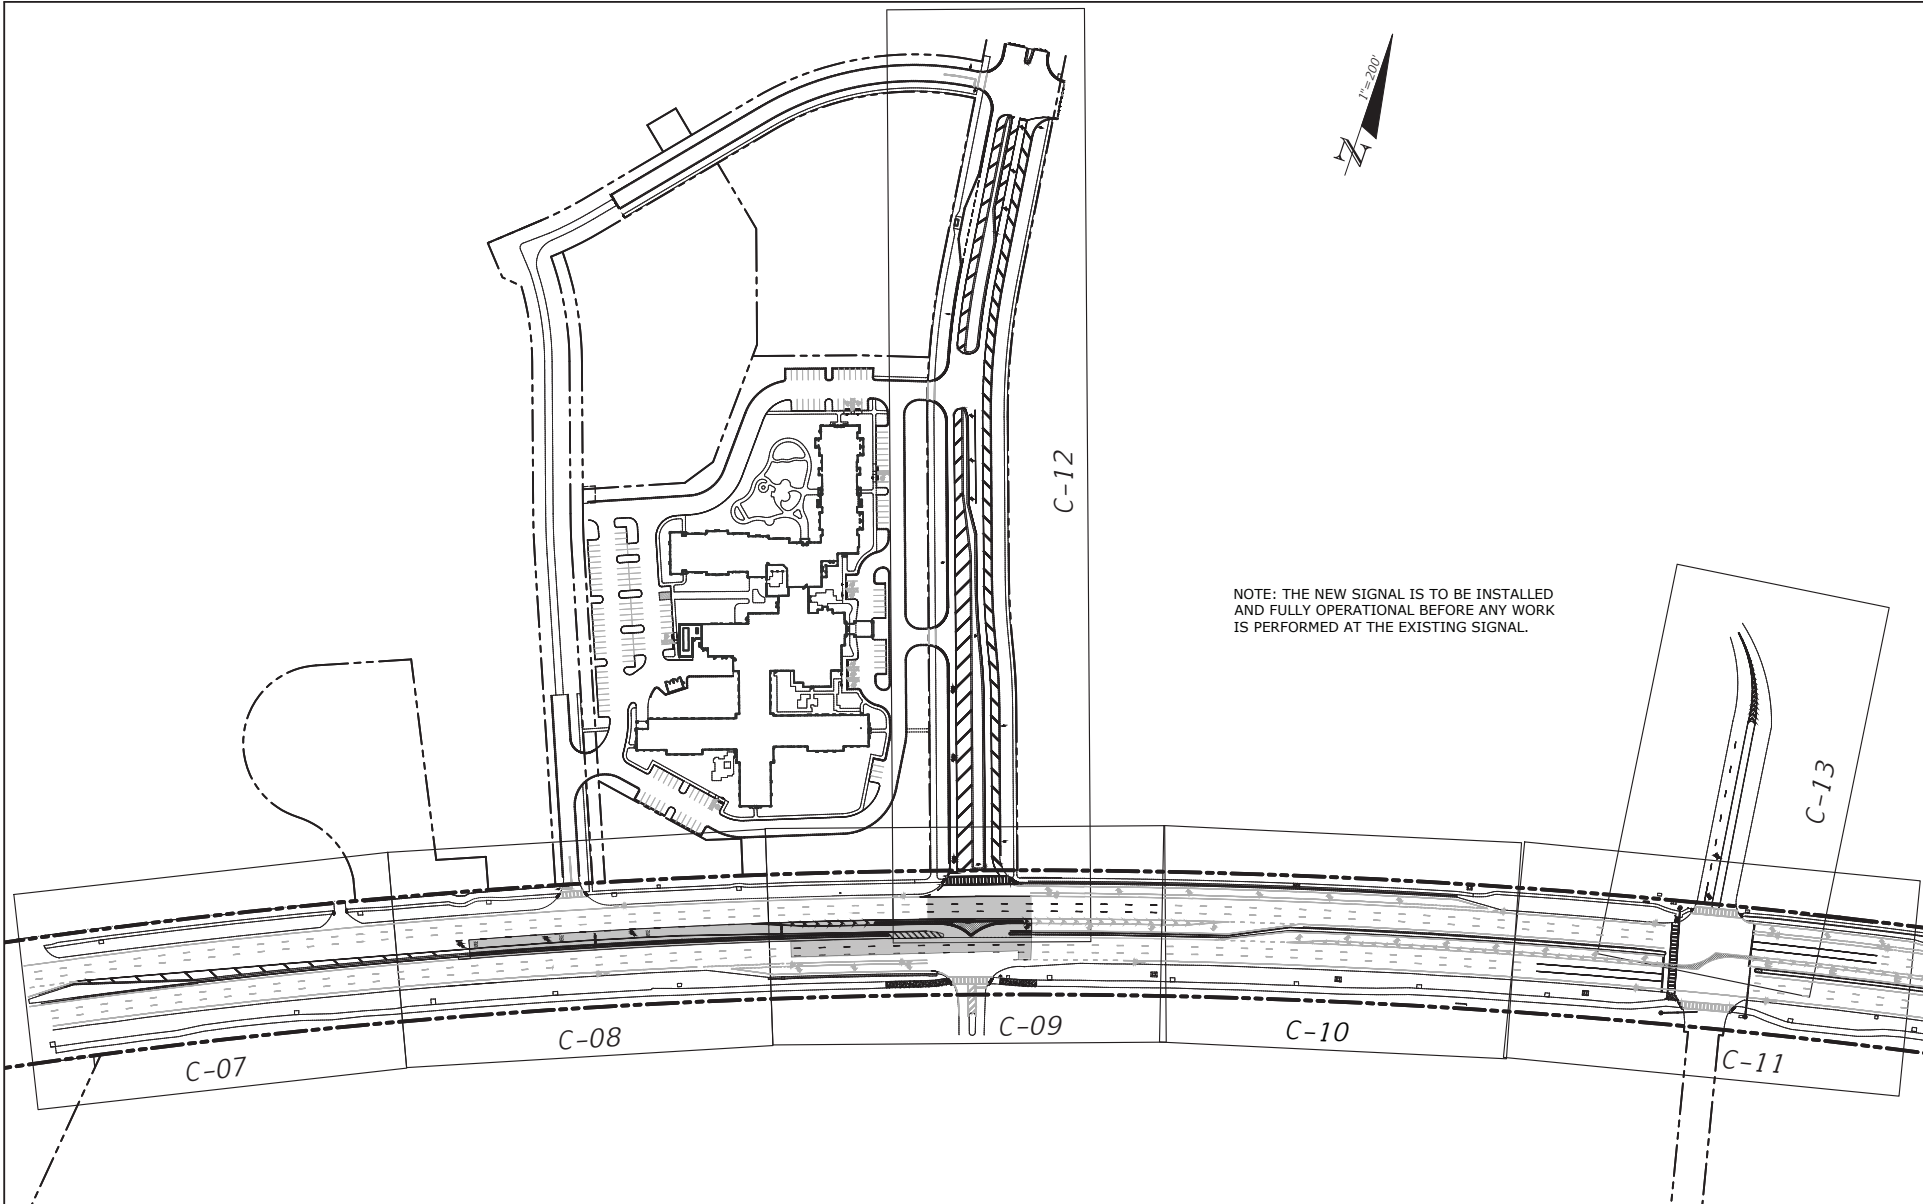 1"=200'
N
C-12
NOTE: THE NEW SIGNAL IS TO BE INSTALLED
AND FULLY OPERATIONAL BEFORE ANY WORK
IS PERFORMED AT THE EXISTING SIGNAL.
C-13
C-07
C-08
C-09
C-10
C-11